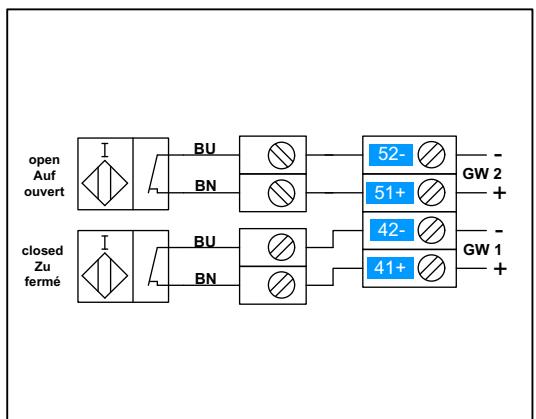 open
Auf
ouvert
BU
BN
52-
51+
GW 2
-
+
closed
Zu
fermé
BU
BN
42-
41+
GW 1
-
+